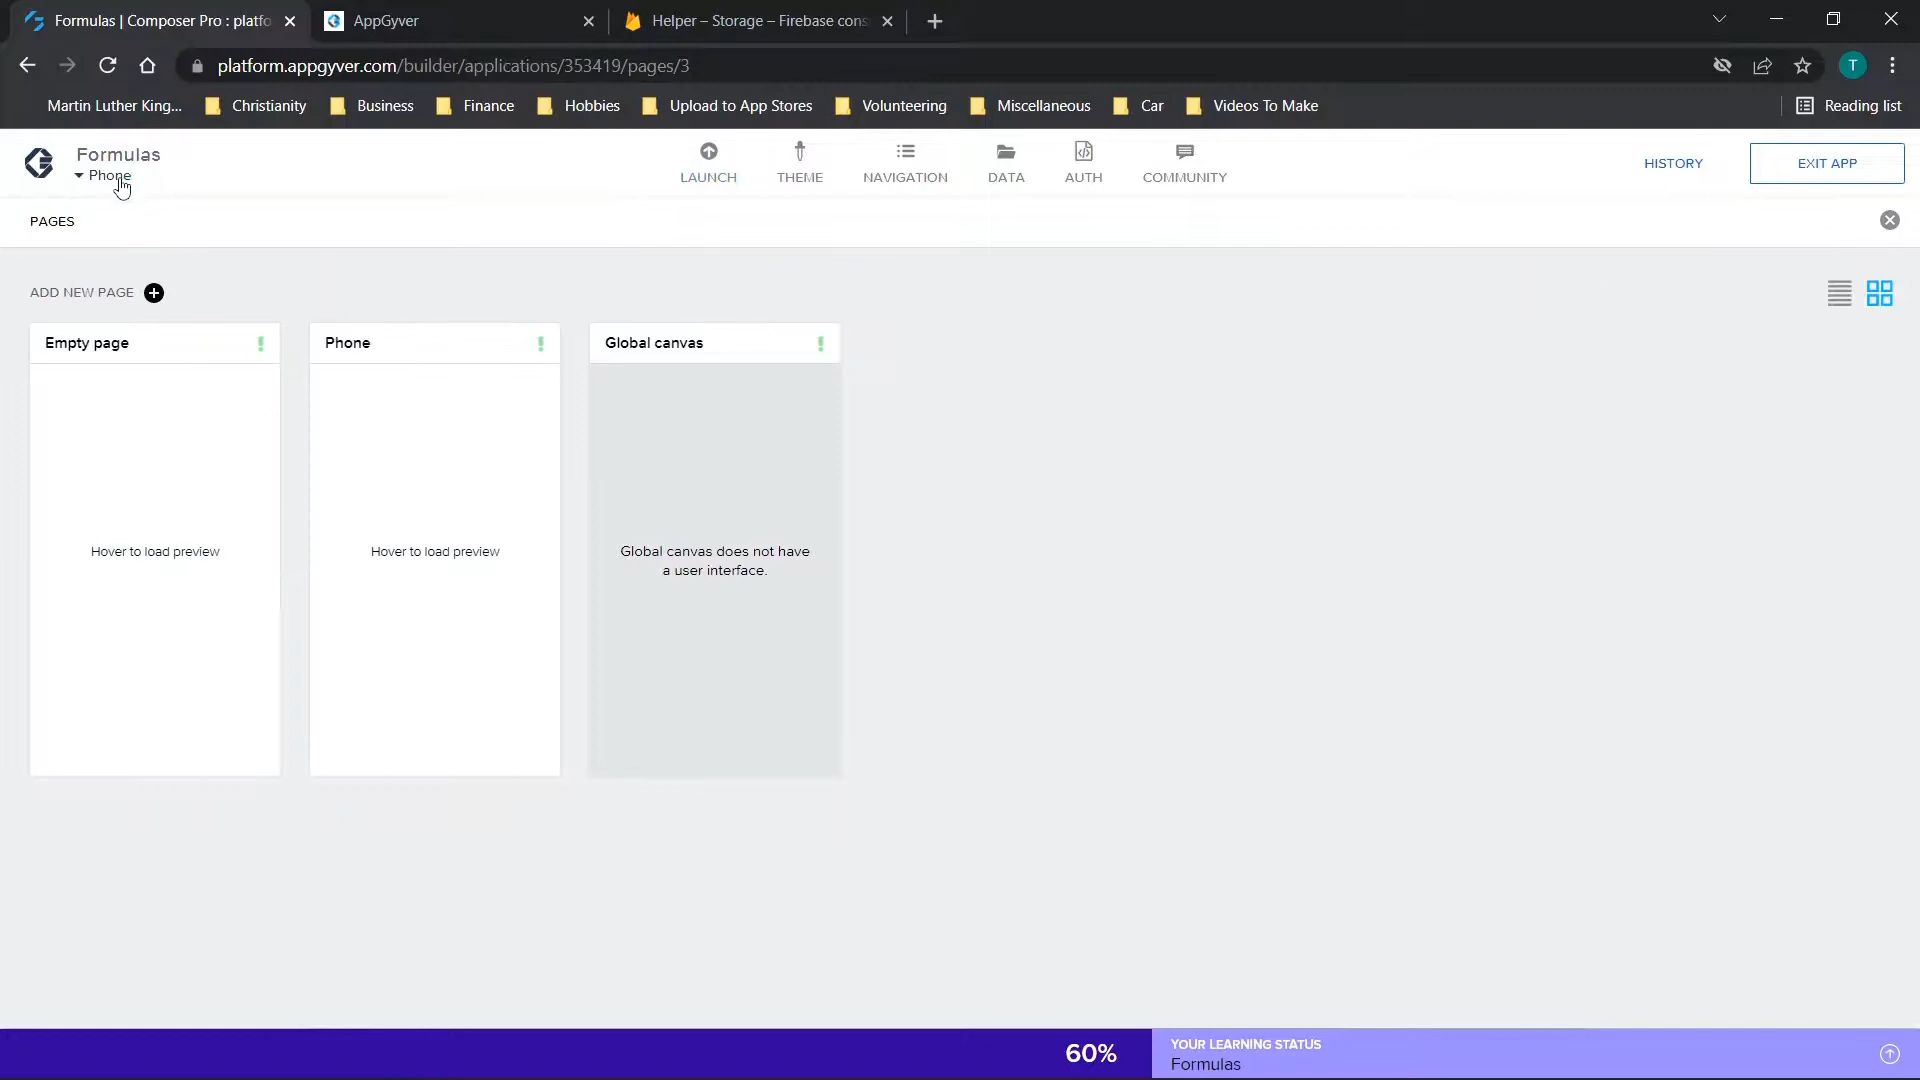 Formulas | Composer Pro : platfo
AppGyver
Helper – Storage – Firebase cons
platform.appgyver.com/builder/applications/353419/pages/3
T
Martin Luther King...
Christianity
Business
Finance
Hobbies
Upload to App Stores
Volunteering
Miscellaneous
Car
Videos To Make
Reading list
Formulas
Phone
LAUNCH
THEME
NAVIGATION
DATA
AUTH
COMMUNITY
HISTORY
EXIT APP
PAGES
ADD NEW PAGE
Empty page
Phone
Global canvas
Hover to load preview
Hover to load preview
Global canvas does not have
a user interface.
60%
YOUR LEARNING STATUS
Formulas